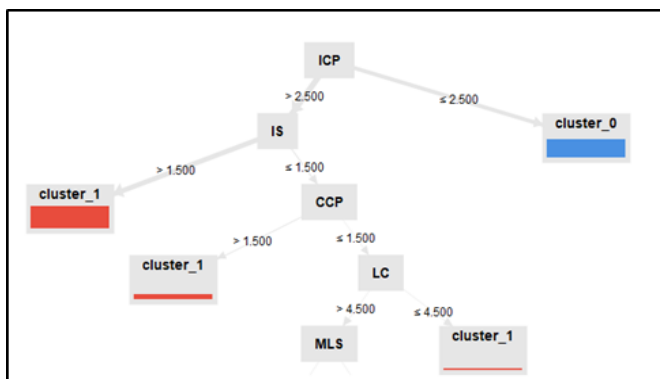 ICP
> 2.500
≤ 2.500
IS
cluster_0
> 1.500
≤ 1.500
cluster_1
CCP
> 1.500
≤ 1.500
cluster_1
LC
> 4.500
≤ 4.500
MLS
cluster_1